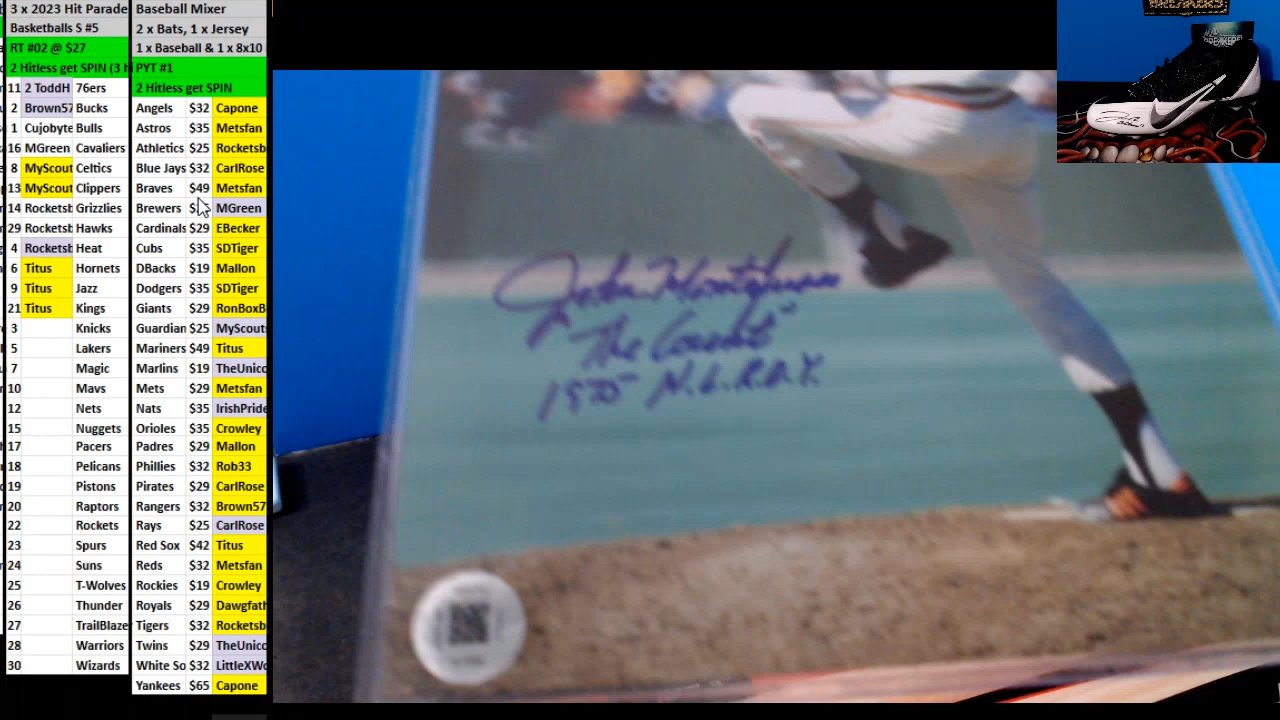 3 x 2023 Hit Parade
Basketballs S #5
RT #02 @ $27
2 Hitless get SPIN (3 h
11 2 ToddH 76ers
2 Brown57 Bucks
1 Cujobyte Bulls
16 MGreen Cavaliers
8 MyScout Celtics
13 MyScout Clippers
14 Rocketsb Grizzlies
29 Rocketsb Hawks
4 Rocketsb Heat
6 Titus Hornets
9 Titus Jazz
21 Titus Kings
3 Knicks
5 Lakers
7 Magic
10 Mavs
12 Nets
15 Nuggets
17 Pacers
18 Pelicans
19 Pistons
20 Raptors
22 Rockets
23 Spurs
24 Suns
25 T-Wolves
26 Thunder
27 TrailBlaze
28 Warriors
30 Wizards
Baseball Mixer
2 x Bats, 1 x Jersey
1 x Baseball & 1 x 8x10
PYT #1
2 Hitless get SPIN
Angels $32 Capone
Astros $35 Metsfan
Athletics $25 Rocketsb
Blue Jays $32 CarlRose
Braves $49 Metsfan
Brewers MGreen
Cardinals $29 EBecker
Cubs $35 SDTiger
DBacks $19 Mallon
Dodgers $35 SDTiger
Giants $29 RonBoxB
Guardian $25 MyScout
Mariners $49 Titus
Marlins $19 TheUnico
Mets $29 Metsfan
Nats $35 IrishPride
Orioles $35 Crowley
Padres $29 Mallon
Phillies $32 Rob33
Pirates $29 CarlRose
Rangers $32 Brown57
Rays $25 CarlRose
Red Sox $42 Titus
Reds $32 Metsfan
Rockies $19 Crowley
Royals $29 Dawgfath
Tigers $32 Rocketsb
Twins $29 TheUnico
White So $32 LittleXWo
Yankees $65 Capone
John Montefusco
"The Count"
1975 N.L.R.O.Y.